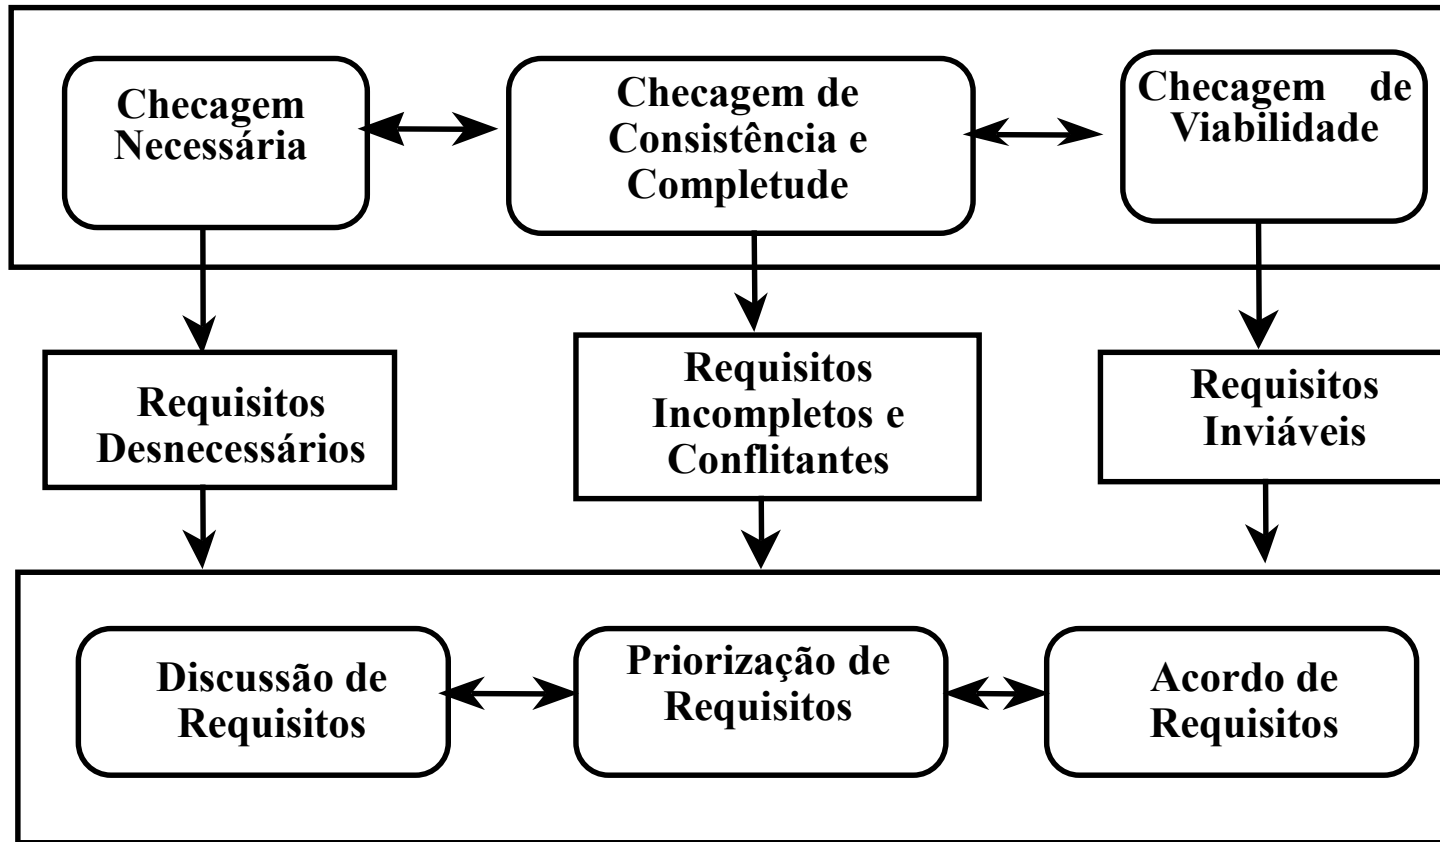 Checagem
Necessária
Checagem de
Consistência e
Completude
Checagem de
Viabilidade
Requisitos
Desnecessários
Requisitos
Incompletos e
Conflitantes
Requisitos
Inviáveis
Discussão de
Requisitos
Priorização de
Requisitos
Acordo de
Requisitos